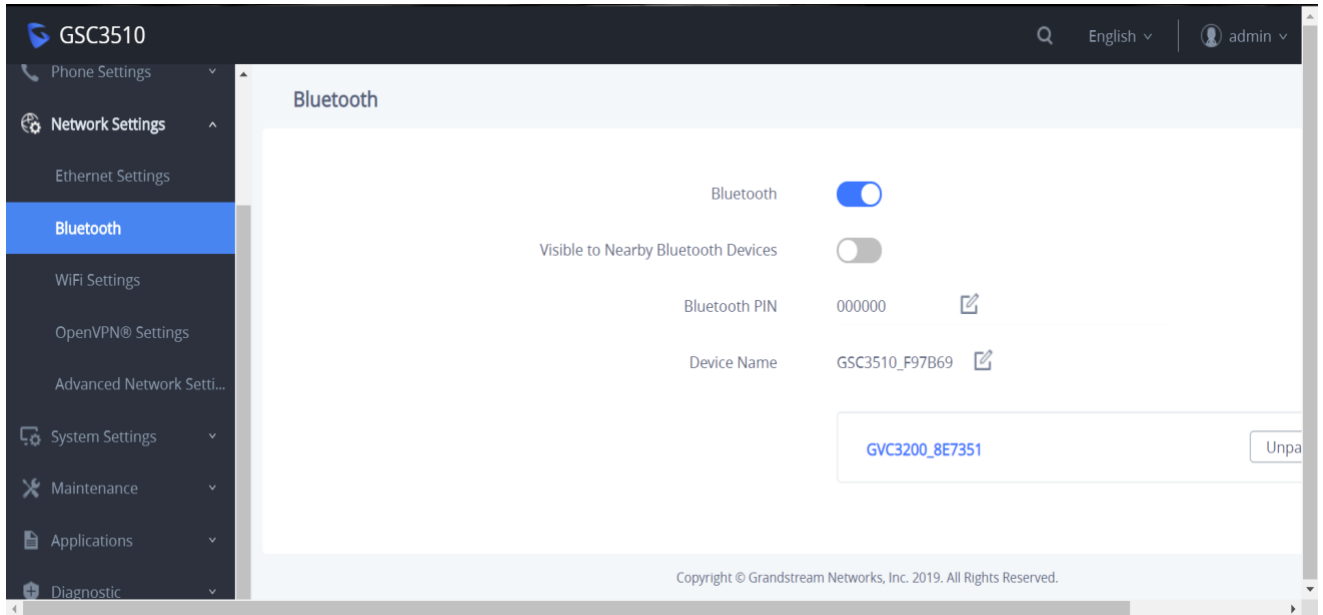 GSC3510
English
admin
Phone Settings
Network Settings
Ethernet Settings
Bluetooth
WiFi Settings
OpenVPN® Settings
Advanced Network Setti...
System Settings
Maintenance
Applications
Diagnostic
Bluetooth
Bluetooth
Visible to Nearby Bluetooth Devices
Bluetooth PIN 000000
Device Name GSC3510_F97B69
GVC3200_8E7351 Unpa
Copyright © Grandstream Networks, Inc. 2019. All Rights Reserved.